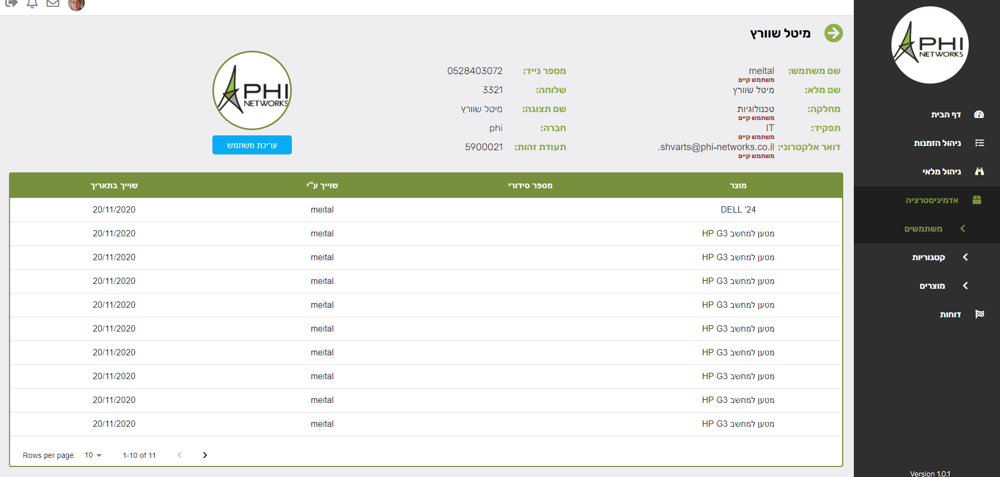 מיטל שוורץ
שם משתמש: meital
משתמש קיים
שם מלא: מיטל שוורץ
מחלקה: טכנולוגיות
משתמש קיים
תפקיד: IT
משתמש קיים
דואר אלקטרוני: .shvarts@phi-networks.co.il
משתמש קיים
מספר נייד: 0528403072
שלוחה: 3321
שם תצוגה: מיטל שוורץ
חברה: phi
תעודת זהות: 5900021
PHI
NETWORKS
עריכת משתמש
מוצר מספר סידורי שוייך ע"י שוייך בתאריך
DELL '24 meital 20/11/2020
מטען למחשב HP G3 meital 20/11/2020
מטען למחשב HP G3 meital 20/11/2020
מטען למחשב HP G3 meital 20/11/2020
מטען למחשב HP G3 meital 20/11/2020
מטען למחשב HP G3 meital 20/11/2020
מטען למחשב HP G3 meital 20/11/2020
מטען למחשב HP G3 meital 20/11/2020
מטען למחשב HP G3 meital 20/11/2020
מטען למחשב HP G3 meital 20/11/2020
Rows per page: 10 1-10 of 11
PHI
NETWORKS
דף הבית
ניהול הזמנות
ניהול מלאי
אדמיניסטרציה
משתמשים
קטגוריות
מוצרים
דוחות
Version 1.0.1